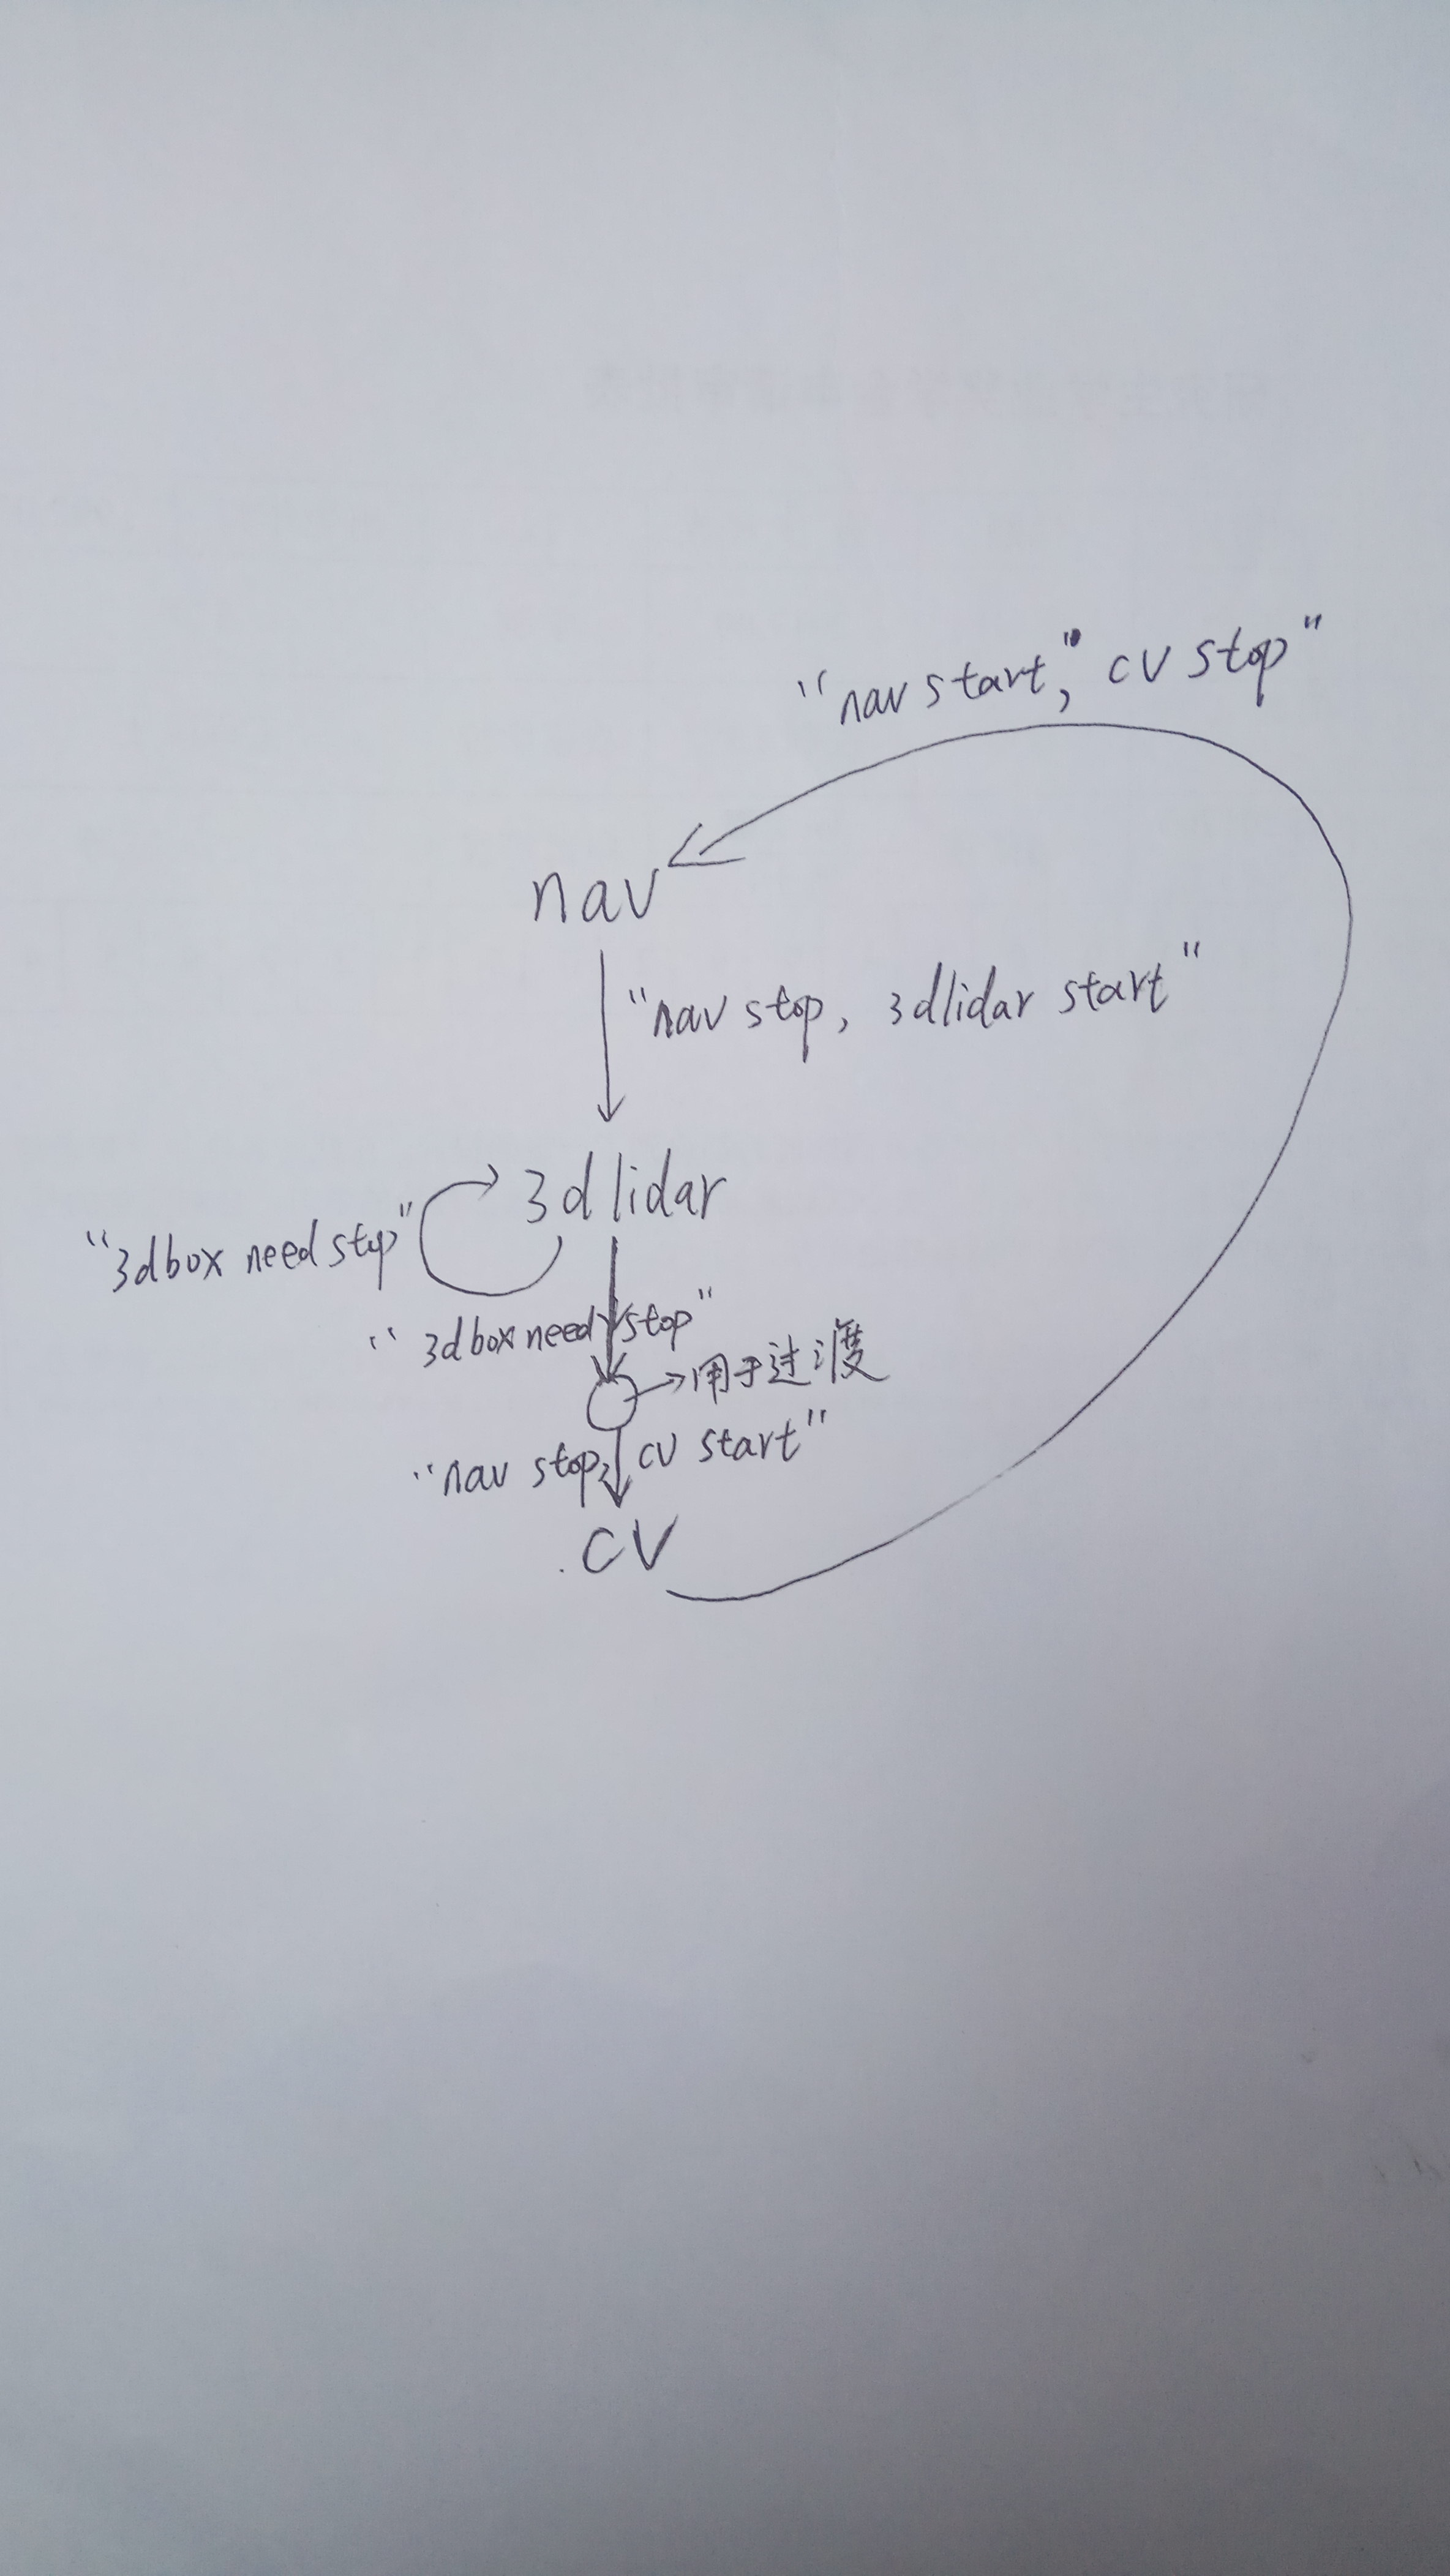 "nav start," cv stop"
nav
"nav stop, 3dlidar start"
3dlidar
"3dbox need stop"
"3dbox need stop"
用于过渡
"nav stop, cv start"
cv